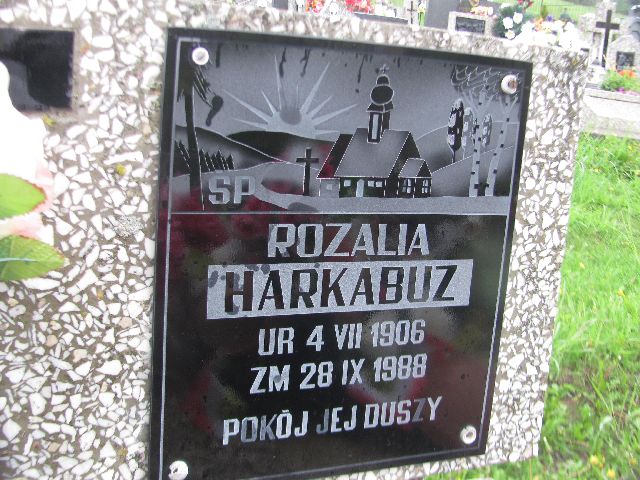 SP
ROZALIA
HARKABUZ
UR 4 VII 1906
ZM 28 IX 1988
POKÓJ JEJ DUSZY